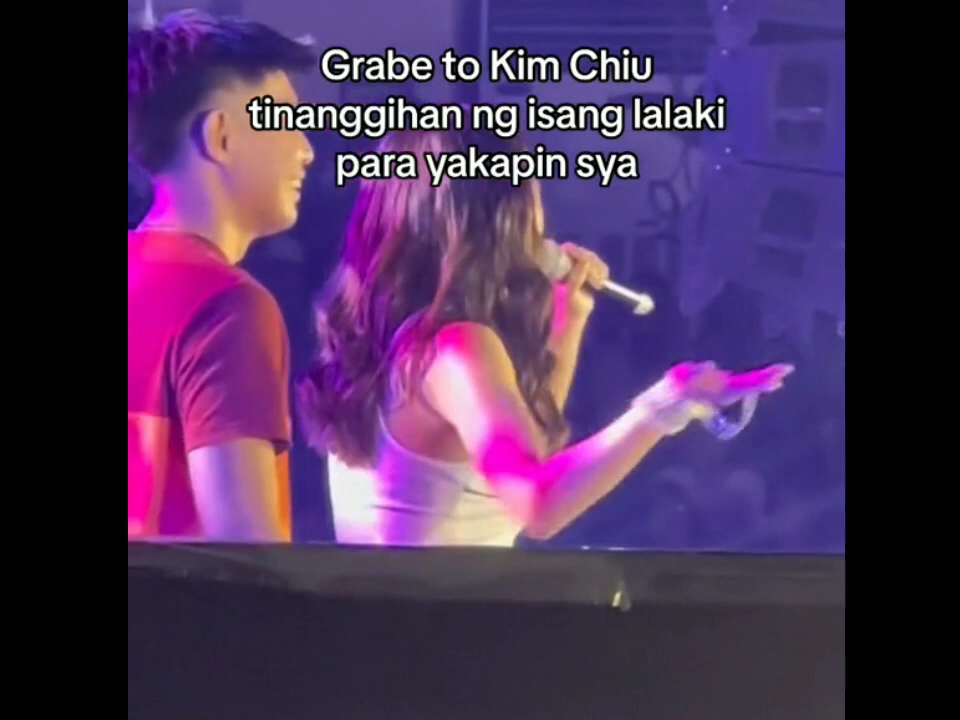 Grabe to Kim Chiu
tinanggihan ng isang lalaki
para yakapin sya